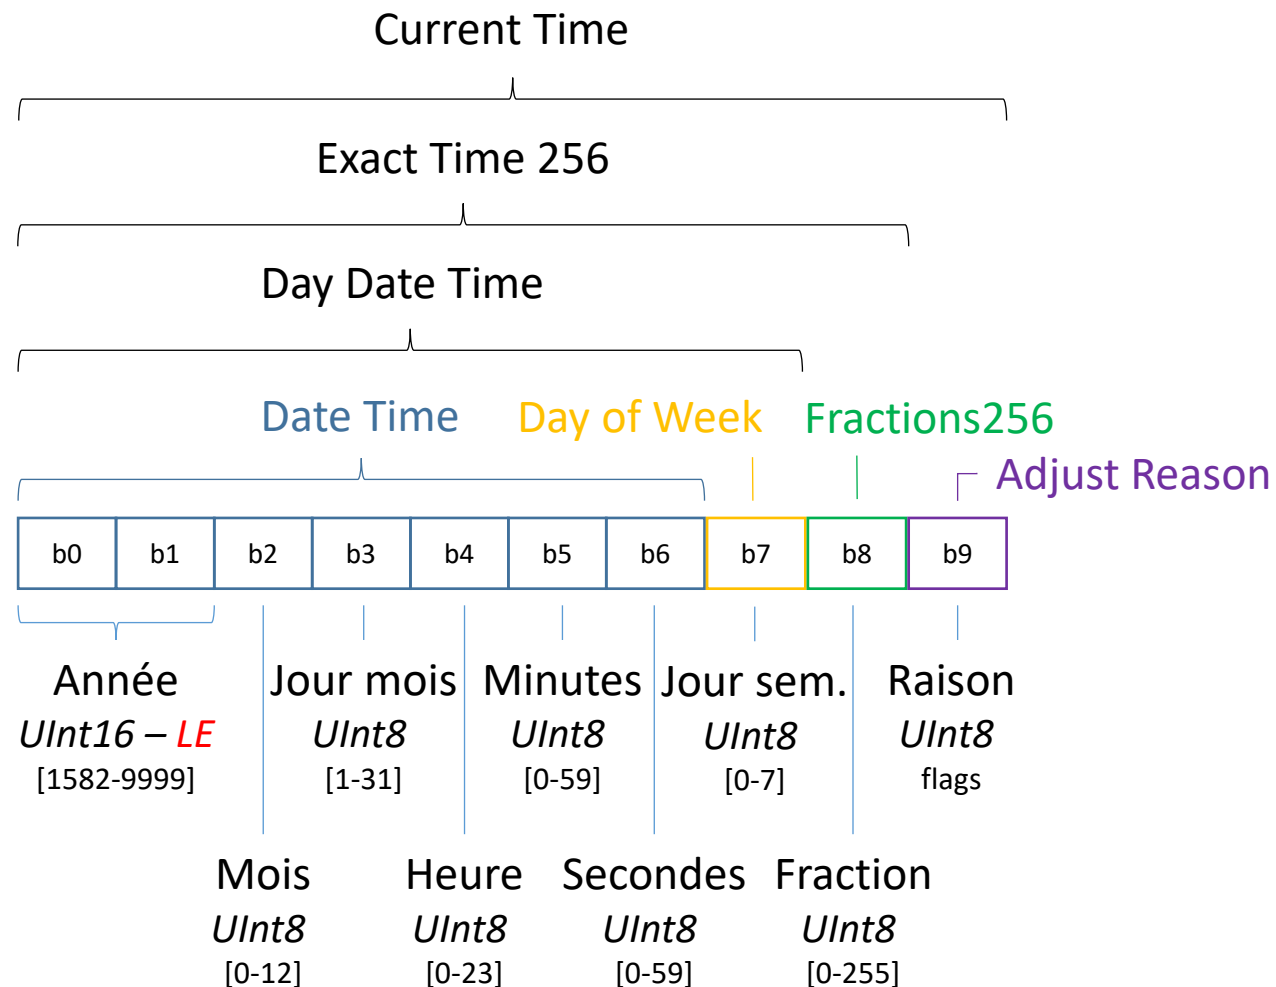 Current Time
Exact Time 256
Day Date Time
Date Time Day of Week Fractions256
Adjust Reason
b0 b1 b2 b3 b4 b5 b6 b7 b8 b9
Année Jour mois Minutes Jour sem. Raison
UInt16 – LE UInt8 UInt8 UInt8 UInt8
[1582-9999] [1-31] [0-59] [0-7] flags
Mois Heure Secondes Fraction
UInt8 UInt8 UInt8 UInt8
[0-12] [0-23] [0-59] [0-255]